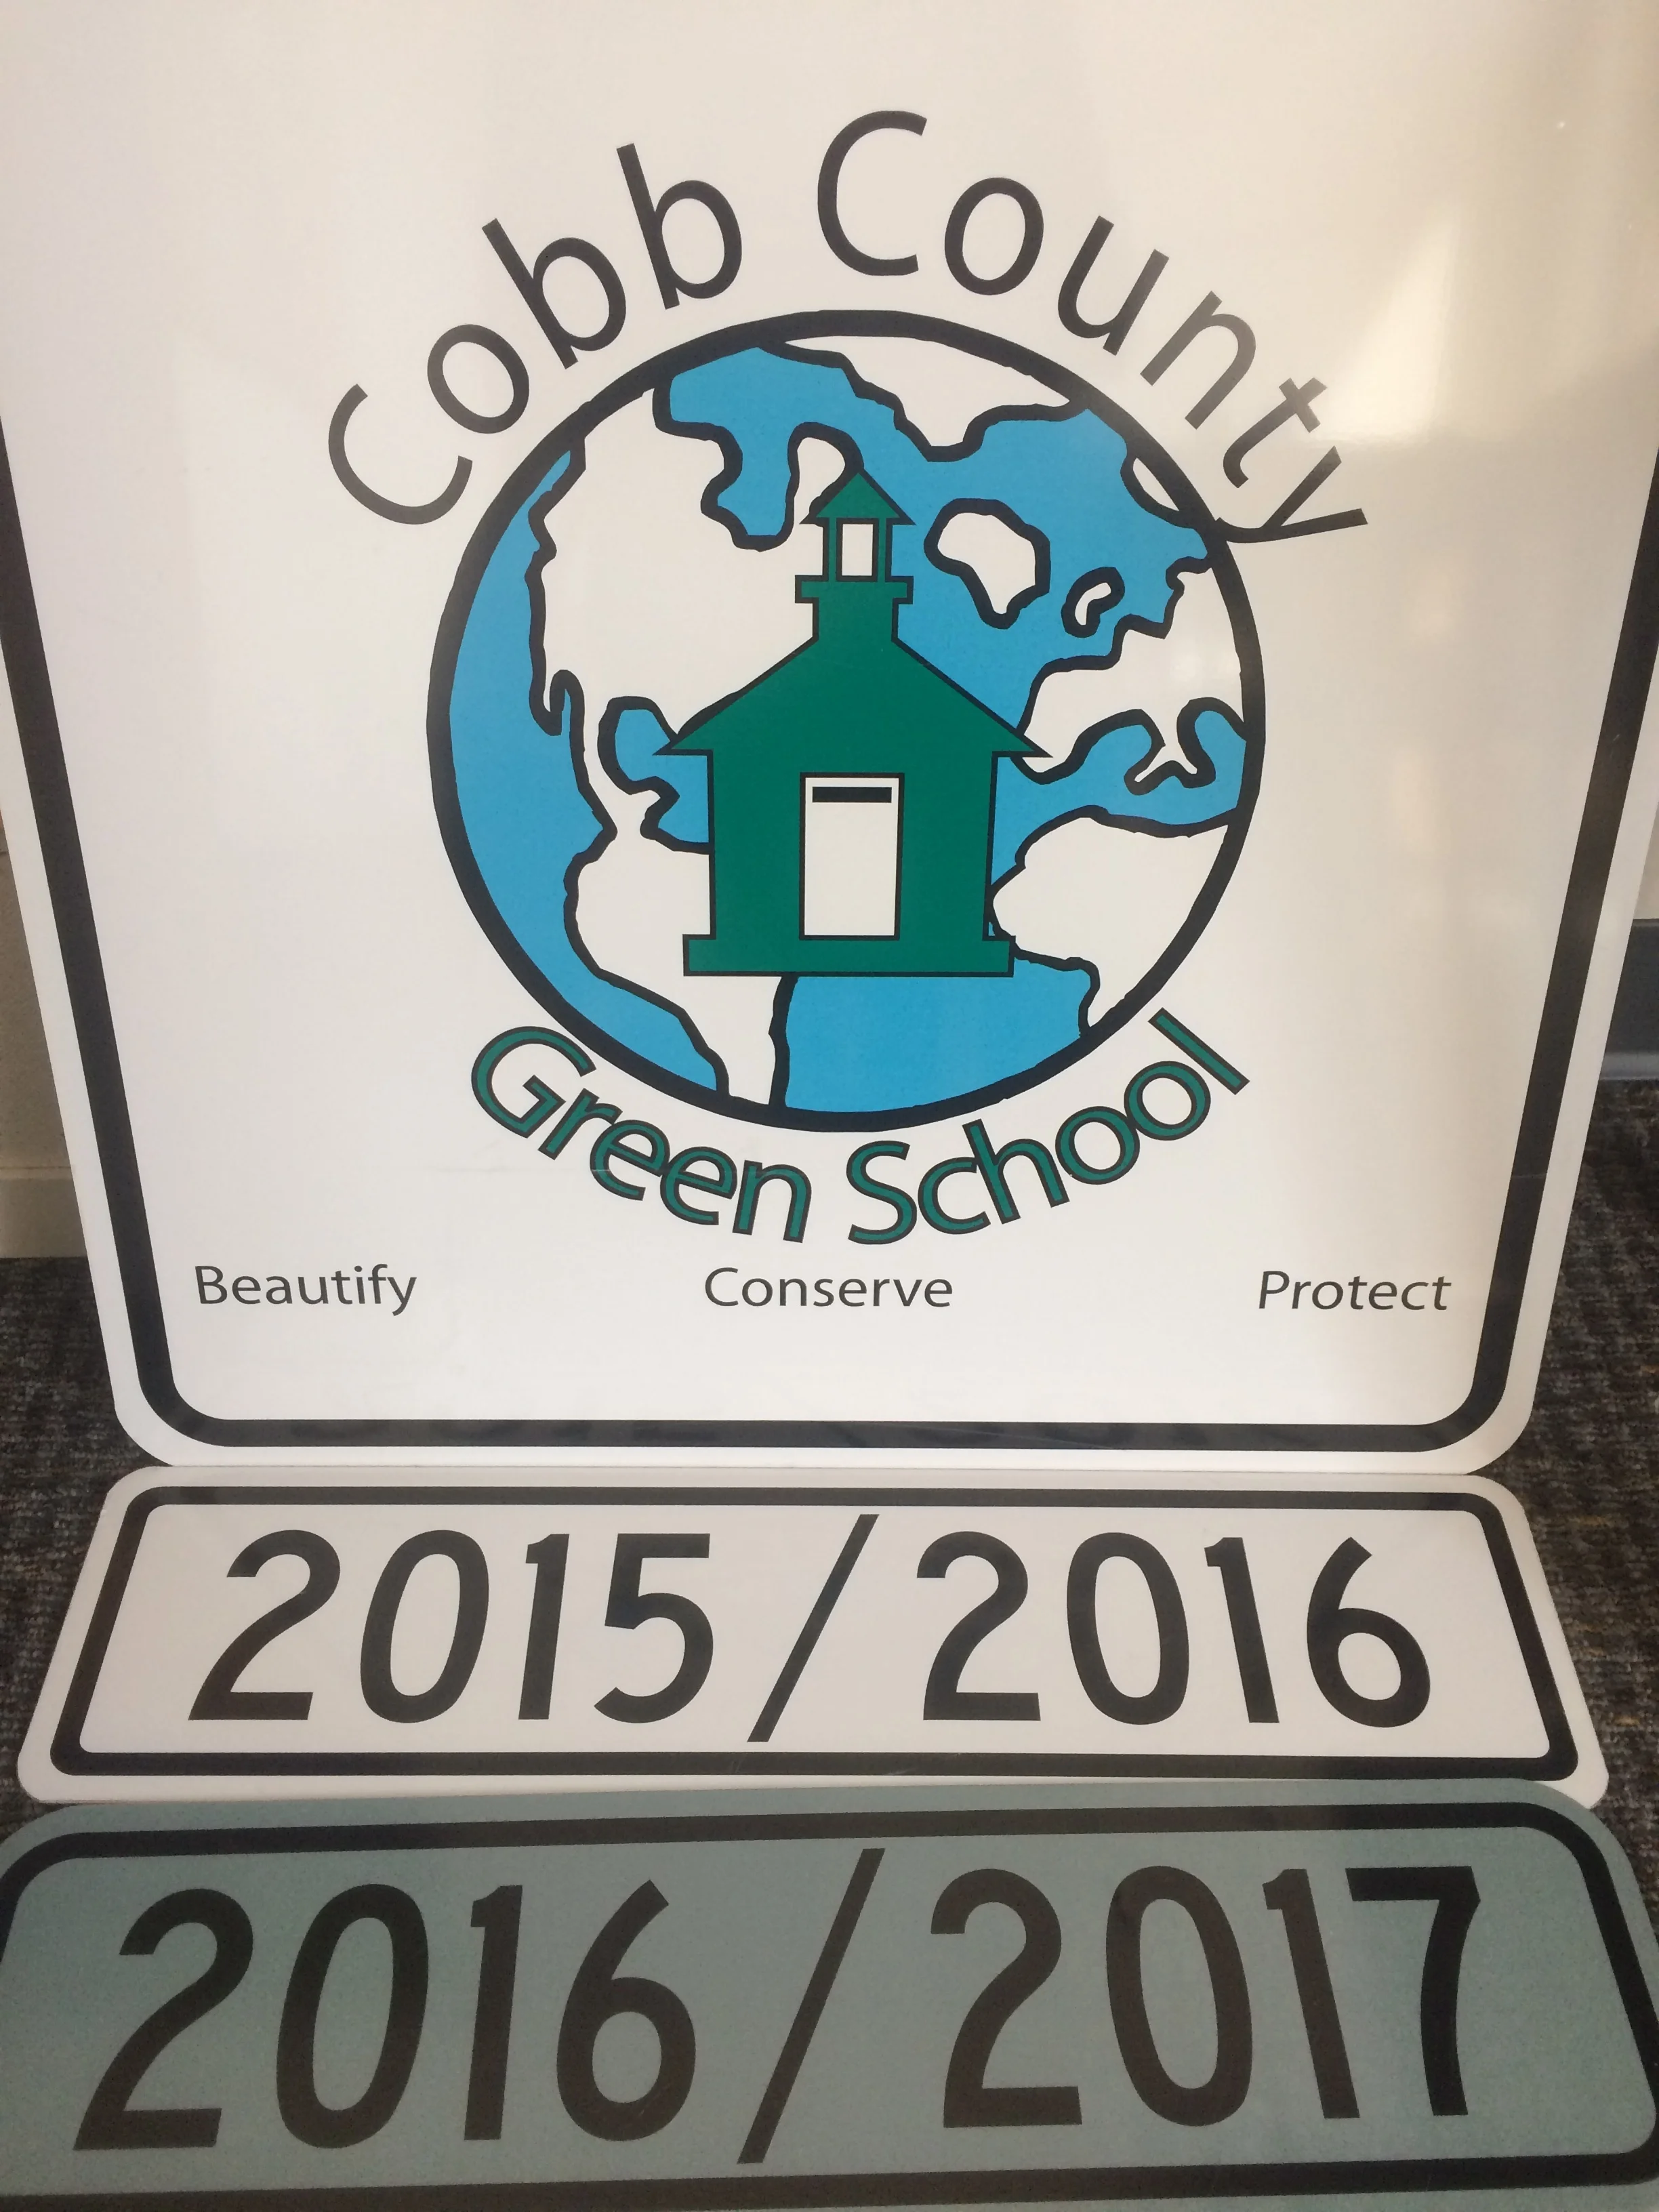 Cobb County
Green School
Beautify Conserve Protect
2015/2016
2016/2017